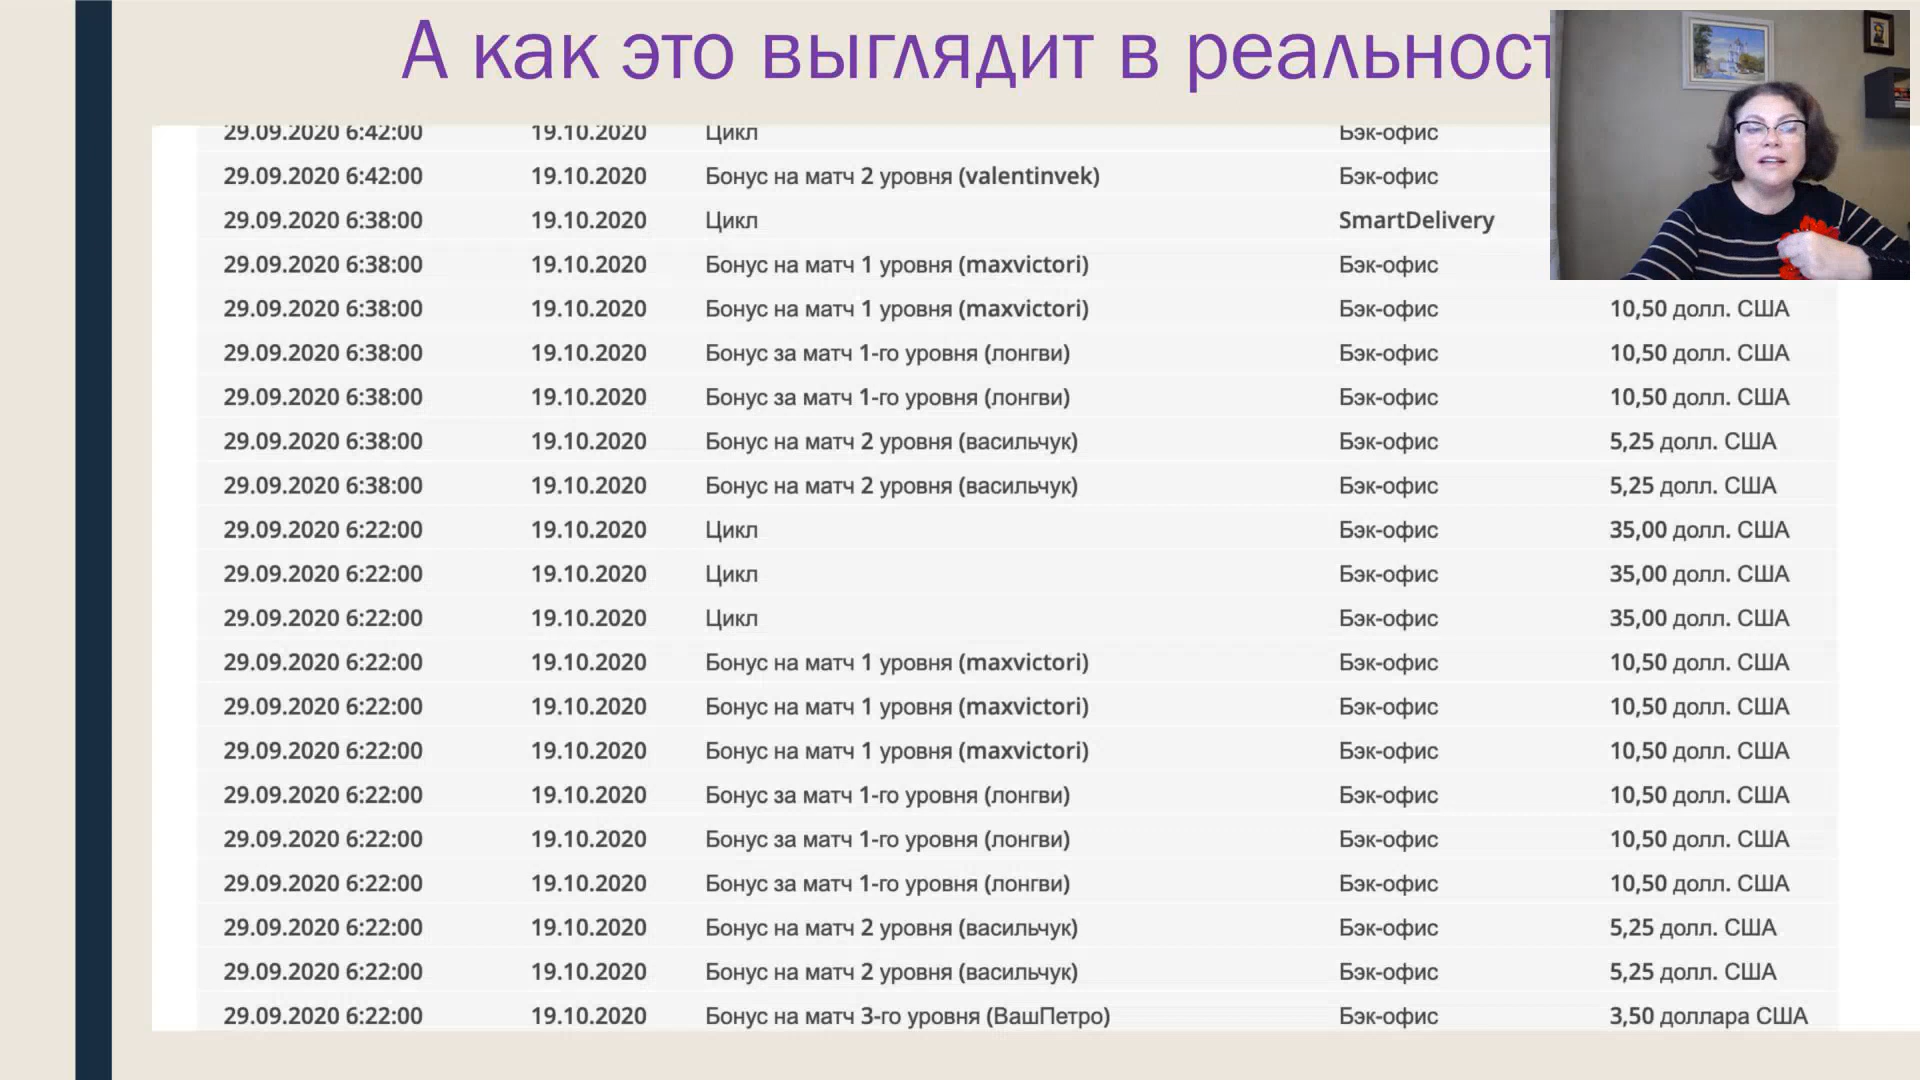 А как это выглядит в реальност
29.09.2020 6:42:00 19.10.2020 Цикл Бэк-офис
29.09.2020 6:42:00 19.10.2020 Бонус на матч 2 уровня (valentinvek) Бэк-офис
29.09.2020 6:38:00 19.10.2020 Цикл SmartDelivery
29.09.2020 6:38:00 19.10.2020 Бонус на матч 1 уровня (maxvictori) Бэк-офис
29.09.2020 6:38:00 19.10.2020 Бонус на матч 1 уровня (maxvictori) Бэк-офис 10,50 долл. США
29.09.2020 6:38:00 19.10.2020 Бонус за матч 1-го уровня (лонгви) Бэк-офис 10,50 долл. США
29.09.2020 6:38:00 19.10.2020 Бонус за матч 1-го уровня (лонгви) Бэк-офис 10,50 долл. США
29.09.2020 6:38:00 19.10.2020 Бонус на матч 2 уровня (васильчук) Бэк-офис 5,25 долл. США
29.09.2020 6:38:00 19.10.2020 Бонус на матч 2 уровня (васильчук) Бэк-офис 5,25 долл. США
29.09.2020 6:22:00 19.10.2020 Цикл Бэк-офис 35,00 долл. США
29.09.2020 6:22:00 19.10.2020 Цикл Бэк-офис 35,00 долл. США
29.09.2020 6:22:00 19.10.2020 Цикл Бэк-офис 35,00 долл. США
29.09.2020 6:22:00 19.10.2020 Бонус на матч 1 уровня (maxvictori) Бэк-офис 10,50 долл. США
29.09.2020 6:22:00 19.10.2020 Бонус на матч 1 уровня (maxvictori) Бэк-офис 10,50 долл. США
29.09.2020 6:22:00 19.10.2020 Бонус на матч 1 уровня (maxvictori) Бэк-офис 10,50 долл. США
29.09.2020 6:22:00 19.10.2020 Бонус за матч 1-го уровня (лонгви) Бэк-офис 10,50 долл. США
29.09.2020 6:22:00 19.10.2020 Бонус за матч 1-го уровня (лонгви) Бэк-офис 10,50 долл. США
29.09.2020 6:22:00 19.10.2020 Бонус за матч 1-го уровня (лонгви) Бэк-офис 10,50 долл. США
29.09.2020 6:22:00 19.10.2020 Бонус на матч 2 уровня (васильчук) Бэк-офис 5,25 долл. США
29.09.2020 6:22:00 19.10.2020 Бонус на матч 2 уровня (васильчук) Бэк-офис 5,25 долл. США
29.09.2020 6:22:00 19.10.2020 Бонус на матч 3-го уровня (ВашПетро) Бэк-офис 3,50 доллара США